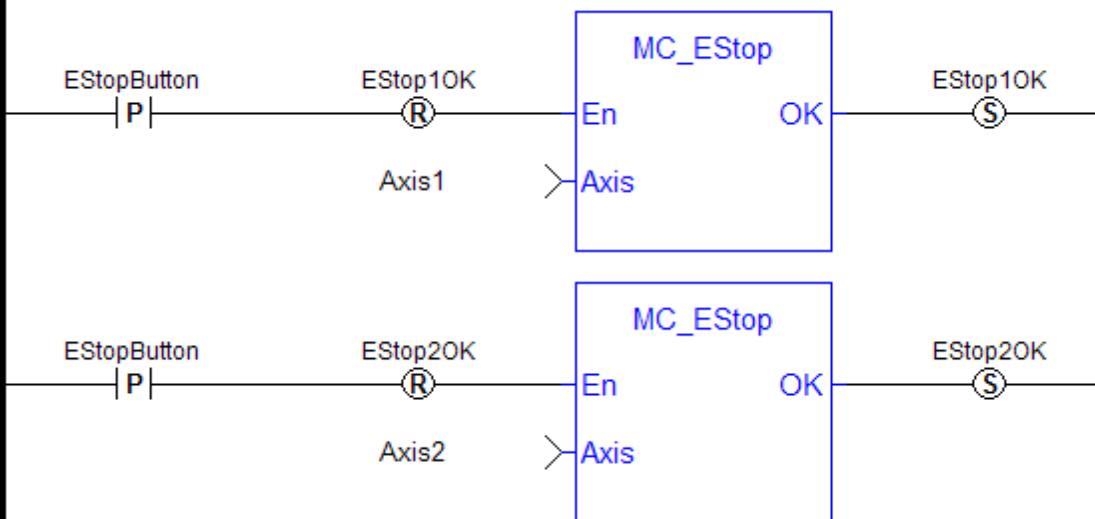 MC_EStop
EStopButton EStop1OK EStop1OK
P R En OK S
Axis1 Axis
MC_EStop
EStopButton EStop2OK EStop2OK
P R En OK S
Axis2 Axis